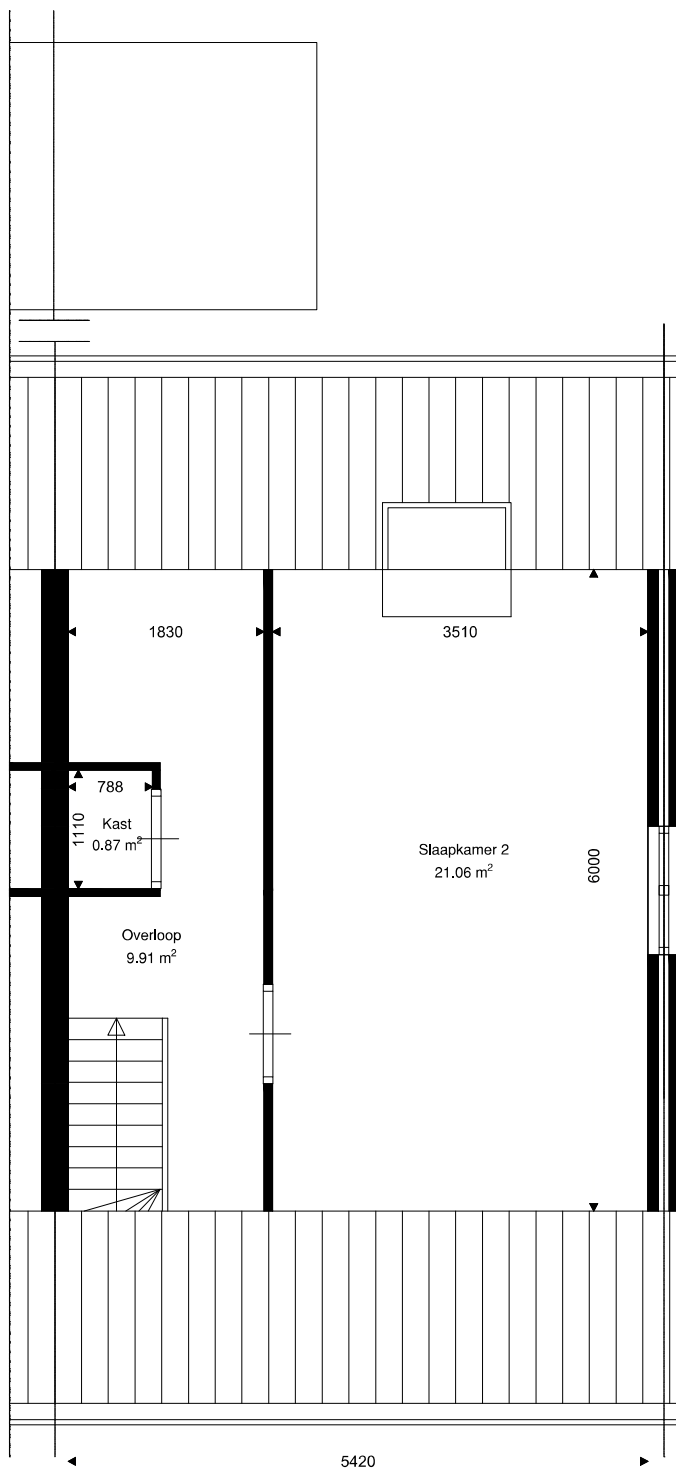 1830
3510
788
1110
Kast
0.87 m²
Slaapkamer 2
21.06 m²
6000
Overloop
9.91 m²
5420